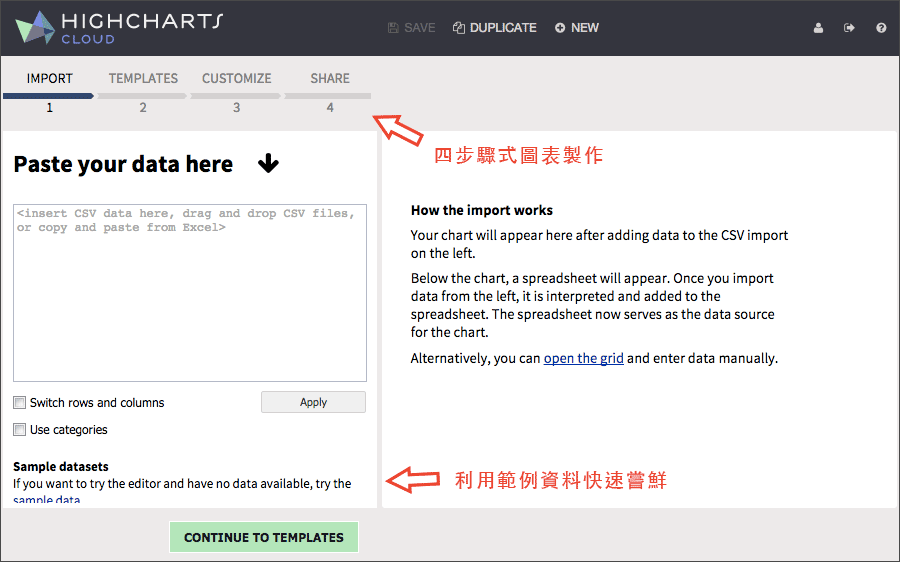 HIGHCHARTS
CLOUD
SAVE DUPLICATE NEW
IMPORT TEMPLATES CUSTOMIZE SHARE
1 2 3 4
四步驟式圖表製作
Paste your data here
<insert CSV data here, drag and drop CSV files,
or copy and paste from Excel>
Switch rows and columns
Apply
Use categories
Sample datasets
If you want to try the editor and have no data available, try the
sample data
How the import works
Your chart will appear here after adding data to the CSV import
on the left.
Below the chart, a spreadsheet will appear. Once you import
data from the left, it is interpreted and added to the
spreadsheet. The spreadsheet now serves as the data source
for the chart.
Alternatively, you can open the grid and enter data manually.
利用範例資料快速嘗鮮
CONTINUE TO TEMPLATES